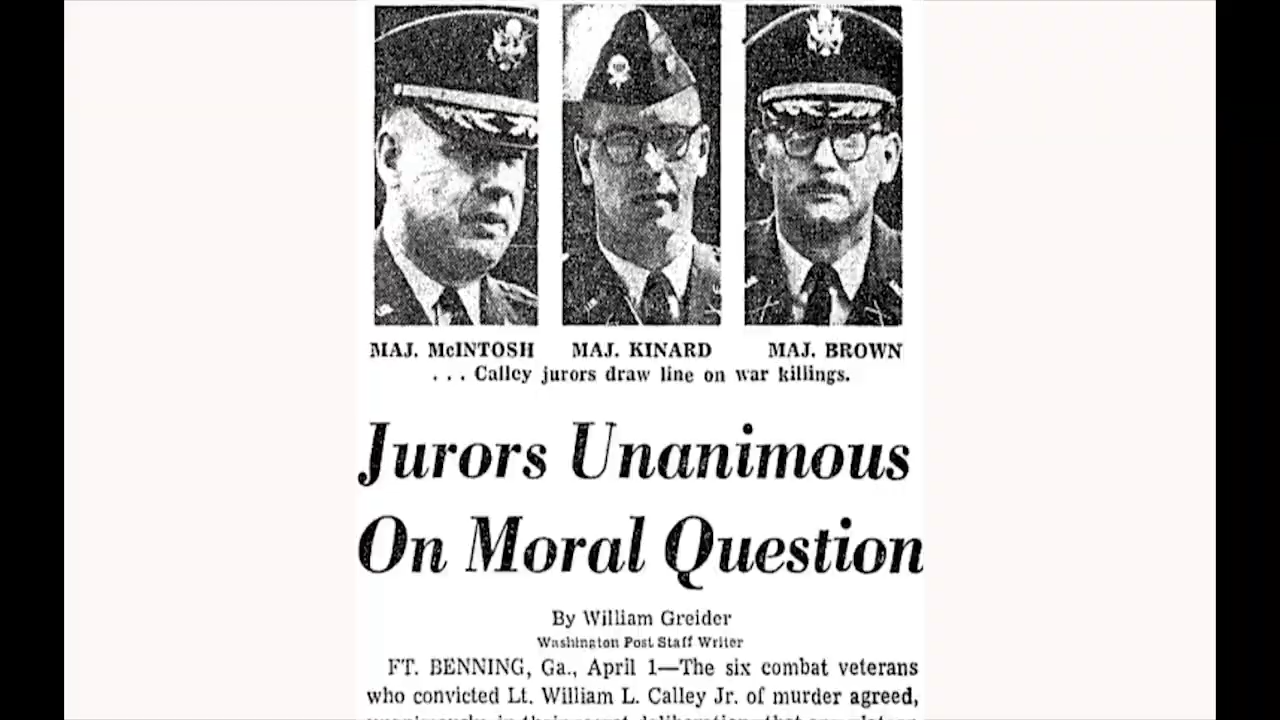 MAJ. McINTOSH MAJ. KINARD MAJ. BROWN
. . . Calley jurors draw line on war killings.
Jurors Unanimous
On Moral Question
By William Greider
Washington Post Staff Writer
FT. BENNING, Ga., April 1—The six combat veterans
who convicted Lt. William L. Calley Jr. of murder agreed,